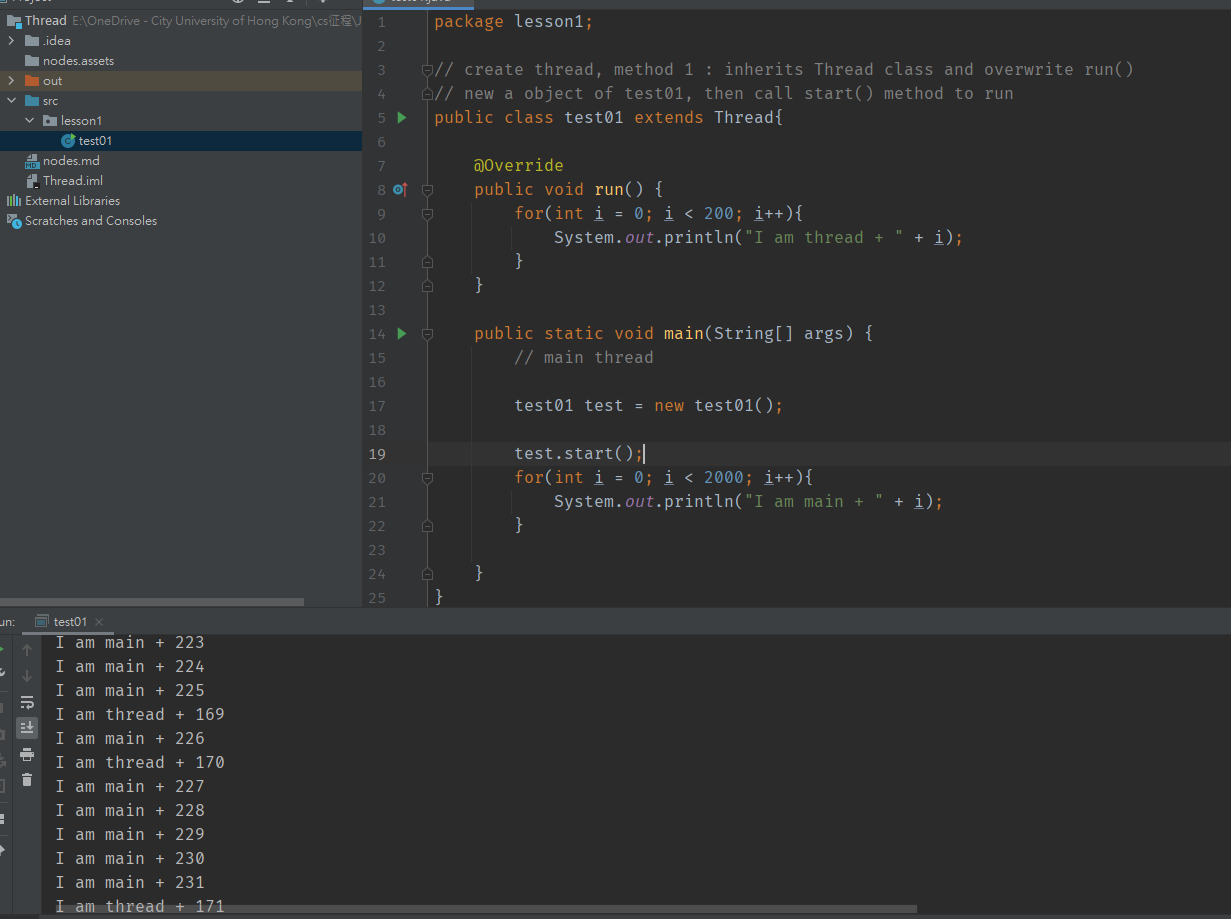 Thread E:\OneDrive - City University of Hong Kong\cs征程\J
.idea
nodes.assets
out
src
lesson1
test01
nodes.md
Thread.iml
External Libraries
Scratches and Consoles
1 package lesson1;
2
3 // create thread, method 1 : inherits Thread class and overwrite run()
4 // new a object of test01, then call start() method to run
5 public class test01 extends Thread{
6
7 @Override
8 public void run() {
9 for(int i = 0; i < 200; i++){
10 System.out.println("I am thread + " + i);
11 }
12 }
13
14 public static void main(String[] args) {
15 // main thread
16
17 test01 test = new test01();
18
19 test.start();
20 for(int i = 0; i < 2000; i++){
21 System.out.println("I am main + " + i);
22 }
23
24 }
25 }
un: test01
I am main + 223
I am main + 224
I am main + 225
I am thread + 169
I am main + 226
I am thread + 170
I am main + 227
I am main + 228
I am main + 229
I am main + 230
I am main + 231
I am thread + 171